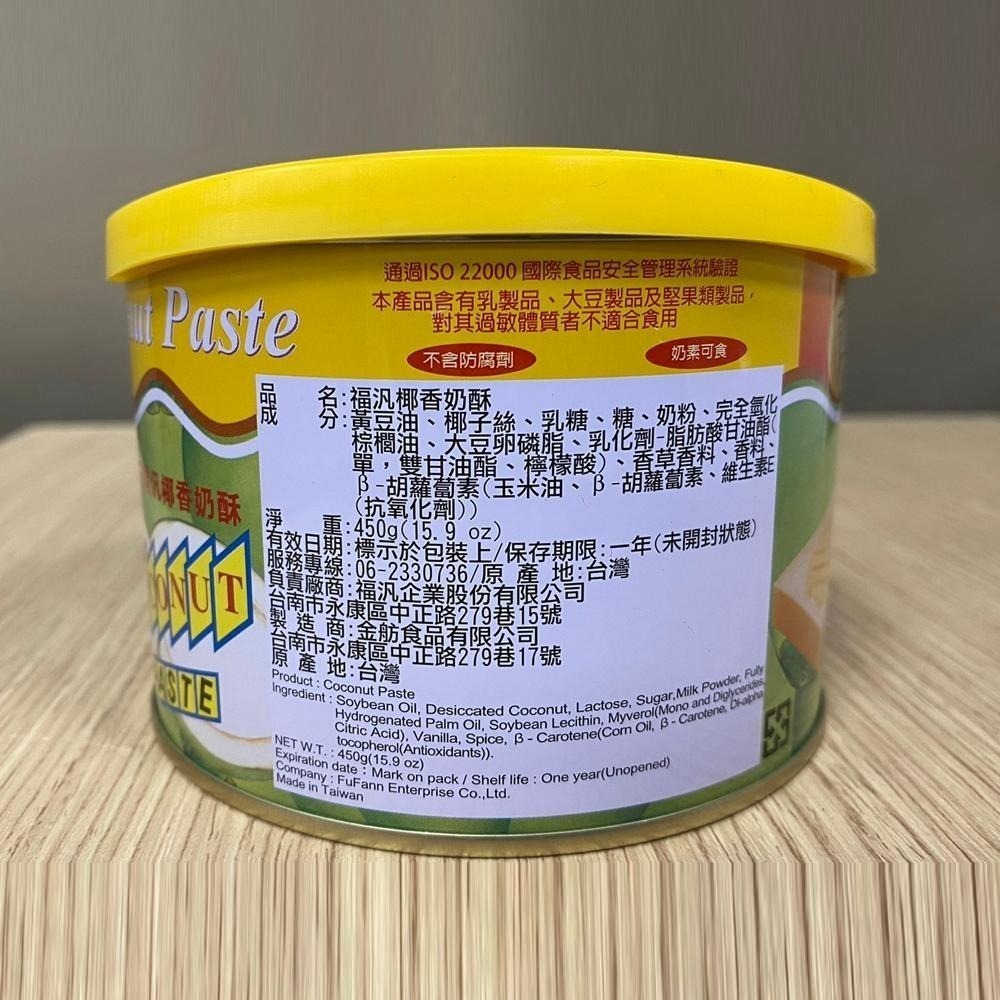 通過ISO 22000 國際食品安全管理系統驗證
本產品含有乳製品、大豆製品及堅果類製品，
對其過敏體質者不適合食用
不含防腐劑
奶素可食
Paste
椰香奶酥
ONUT
ASTE
品　　名:福汎椰香奶酥
成　　分:黃豆油、椰子絲、乳糖、糖、奶粉、完全氫化
棕櫚油、大豆卵磷脂、乳化劑-脂肪酸甘油酯(
單，雙甘油酯、檸檬酸)、香草香料、香料、
β-胡蘿蔔素(玉米油、β-胡蘿蔔素、維生素E
(抗氧化劑))
淨　　重:450g(15.9 oz)
有效日期:標示於包裝上/保存期限:一年(未開封狀態)
服務專線:06-2330736/原 產 地:台灣
負責廠商:福汎企業股份有限公司
台南市永康區中正路279巷15號
製 造 商:金舫食品有限公司
台南市永康區中正路279巷17號
原 產 地:台灣
Product : Coconut Paste
Ingredient : Soybean Oil, Desiccated Coconut, Lactose, Sugar,Milk Powder, Fully
Hydrogenated Palm Oil, Soybean Lecithin, Myverol(Mono and Diglycerides,
Citric Acid), Vanilla, Spice, β - Carotene(Corn Oil, β - Carotene, Dl-alpha
tocopherol(Antioxidants)).
NET W.T. : 450g(15.9 oz)
Expiration date : Mark on pack / Shelf life : One year(Unopened)
Company : FuFann Enterprise Co.,Ltd.
Made in Taiwan